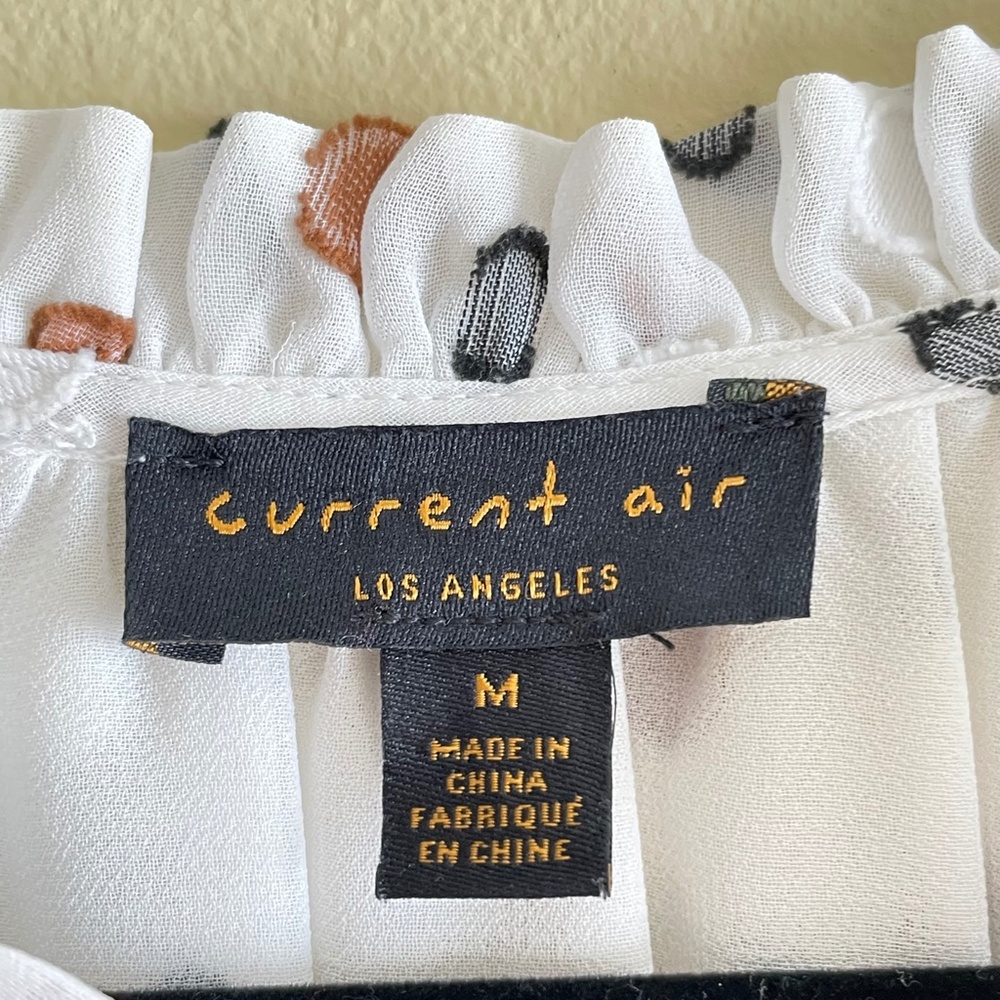 current air
LOS ANGELES
M
MADE IN
CHINA
FABRIQUÉ
EN CHINE